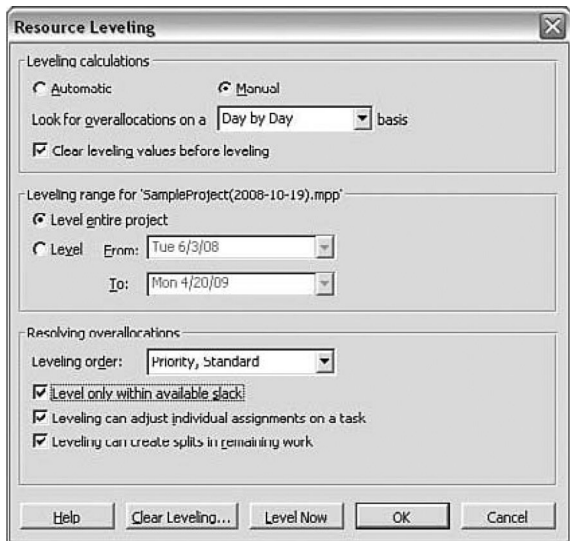 Resource Leveling
Leveling calculations
Automatic Manual
Look for overallocations on a Day by Day basis
Clear leveling values before leveling
Leveling range for 'SampleProject(2008-10-19).mpp'
Level entire project
Level From: Tue 6/3/08
To: Mon 4/20/09
Resolving overallocations
Leveling order: Priority, Standard
Level only within available slack
Leveling can adjust individual assignments on a task
Leveling can create splits in remaining work
Help Clear Leveling... Level Now OK Cancel